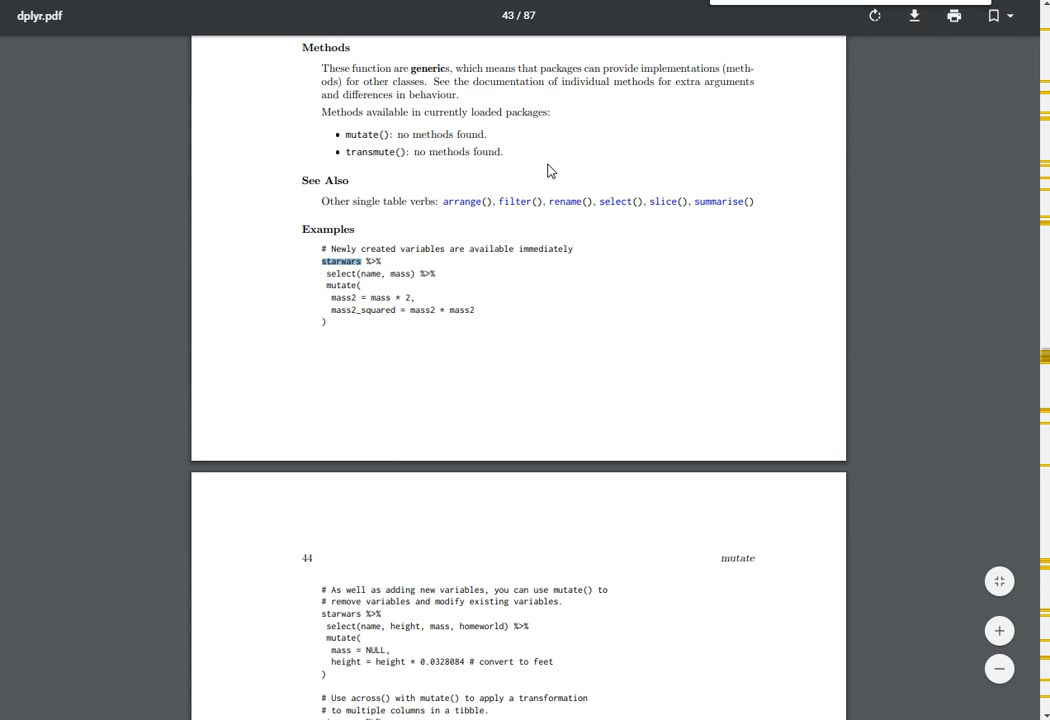 dplyr.pdf
43 / 87
Methods
These function are generics, which means that packages can provide implementations (meth-
ods) for other classes. See the documentation of individual methods for extra arguments
and differences in behaviour.
Methods available in currently loaded packages:
• mutate(): no methods found.
• transmute(): no methods found.
See Also
Other single table verbs: arrange(), filter(), rename(), select(), slice(), summarise()
Examples
# Newly created variables are available immediately
starwars %>%
select(name, mass) %>%
mutate(
mass2 = mass * 2,
mass2_squared = mass2 * mass2
)
44
mutate
# As well as adding new variables, you can use mutate() to
# remove variables and modify existing variables.
starwars %>%
select(name, height, mass, homeworld) %>%
mutate(
mass = NULL,
height = height * 0.0328084 # convert to feet
)
# Use across() with mutate() to apply a transformation
# to multiple columns in a tibble.